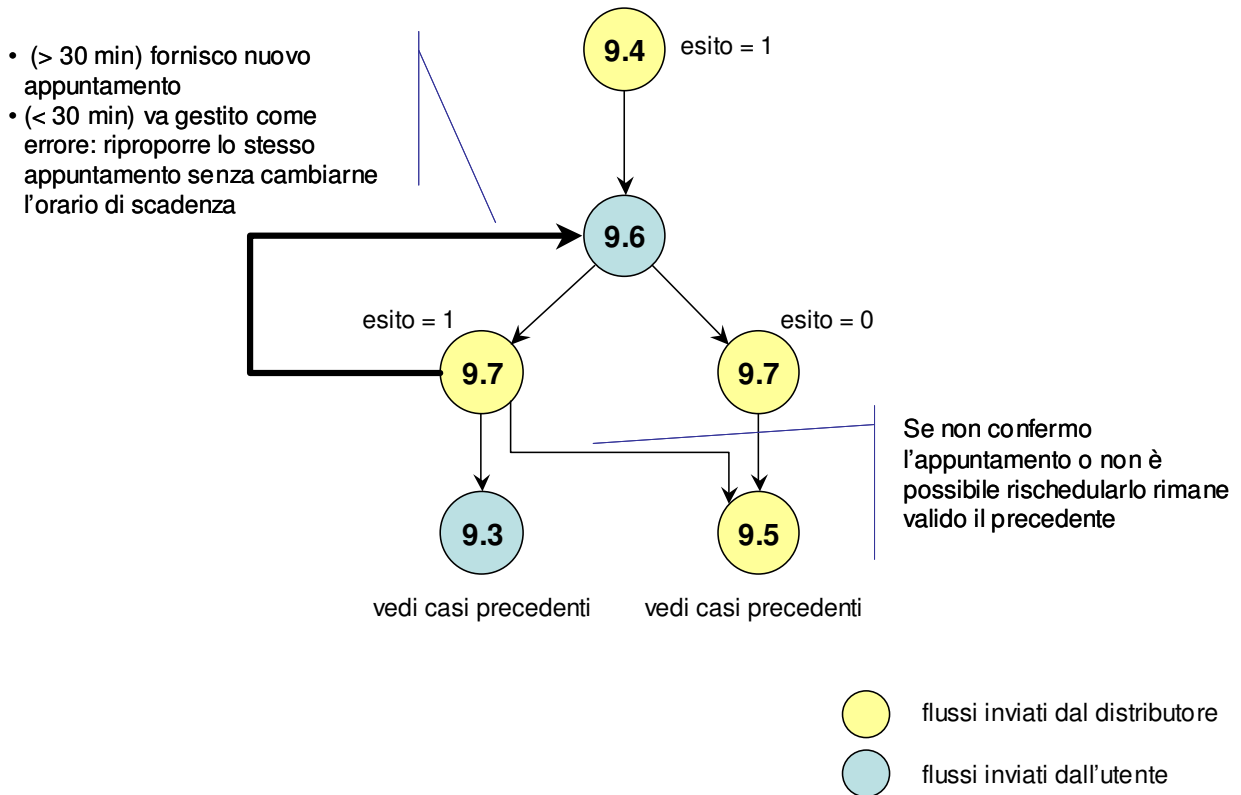 9.4
esito = 1
• (> 30 min) fornisco nuovo
appuntamento
• (< 30 min) va gestito come
errore: riproporre lo stesso
appuntamento senza cambiarne
l'orario di scadenza
9.6
esito = 1
esito = 0
9.7
9.7
Se non confermo
l'appuntamento o non è
possibile rischedularlo rimane
valido il precedente
9.3
9.5
vedi casi precedenti
vedi casi precedenti
flussi inviati dal distributore
flussi inviati dall'utente